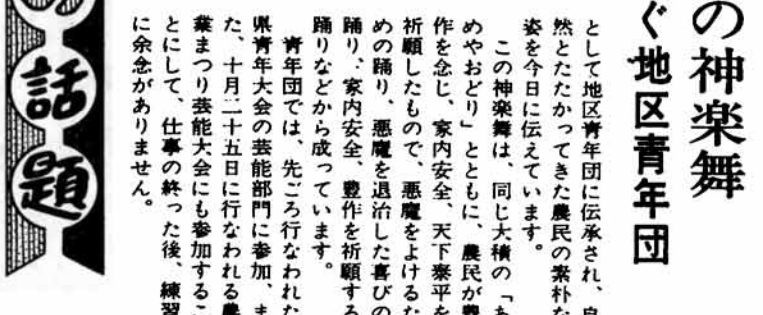 の神楽舞
ぐ地区青年団
として地区青年団に伝承され、自
然とたたかってきた農民の素朴な
姿を今日に伝えています。
この神楽舞は、同じ大積の「あ
めやおどり」とともに、農民が豊
作を念じ、家内安全、天下泰平を
祈願したもので、悪魔をよけるた
めの踊り、悪魔を退治した喜びの
踊り、家内安全、豊作を祈願する
踊りなどから成っています。
青年団では、先ごろ行なわれた
県青年大会の芸能部門に参加、ま
た、十月二十五日に行なわれる農
業まつり芸能大会にも参加するこ
とにして、仕事の終った後、練習
に余念がありません。
の話題